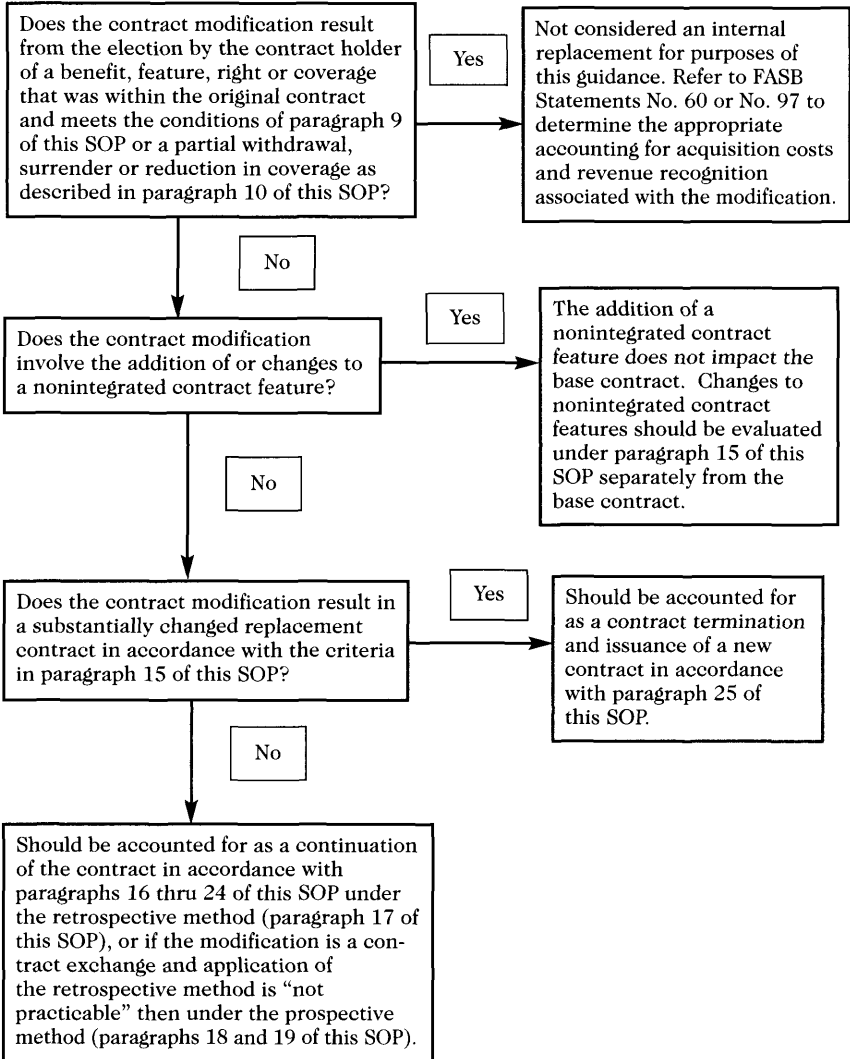 Does the contract modification result
from the election by the contract holder
of a benefit, feature, right or coverage
that was within the original contract
and meets the conditions of paragraph 9
of this SOP or a partial withdrawal,
surrender or reduction in coverage as
described in paragraph 10 of this SOP?
Yes
Not considered an internal
replacement for purposes of
this guidance. Refer to FASB
Statements No. 60 or No. 97 to
determine the appropriate
accounting for acquisition costs
and revenue recognition
associated with the modification.
No
Does the contract modification
involve the addition of or changes to
a nonintegrated contract feature?
Yes
The addition of a
nonintegrated contract
feature does not impact the
base contract. Changes to
nonintegrated contract
features should be evaluated
under paragraph 15 of this
SOP separately from the
base contract.
No
Does the contract modification result in
a substantially changed replacement
contract in accordance with the criteria
in paragraph 15 of this SOP?
Yes
Should be accounted for
as a contract termination
and issuance of a new
contract in accordance
with paragraph 25 of
this SOP.
No
Should be accounted for as a continuation
of the contract in accordance with
paragraphs 16 thru 24 of this SOP under
the retrospective method (paragraph 17 of
this SOP), or if the modification is a con-
tract exchange and application of
the retrospective method is “not
practicable” then under the prospective
method (paragraphs 18 and 19 of this SOP).